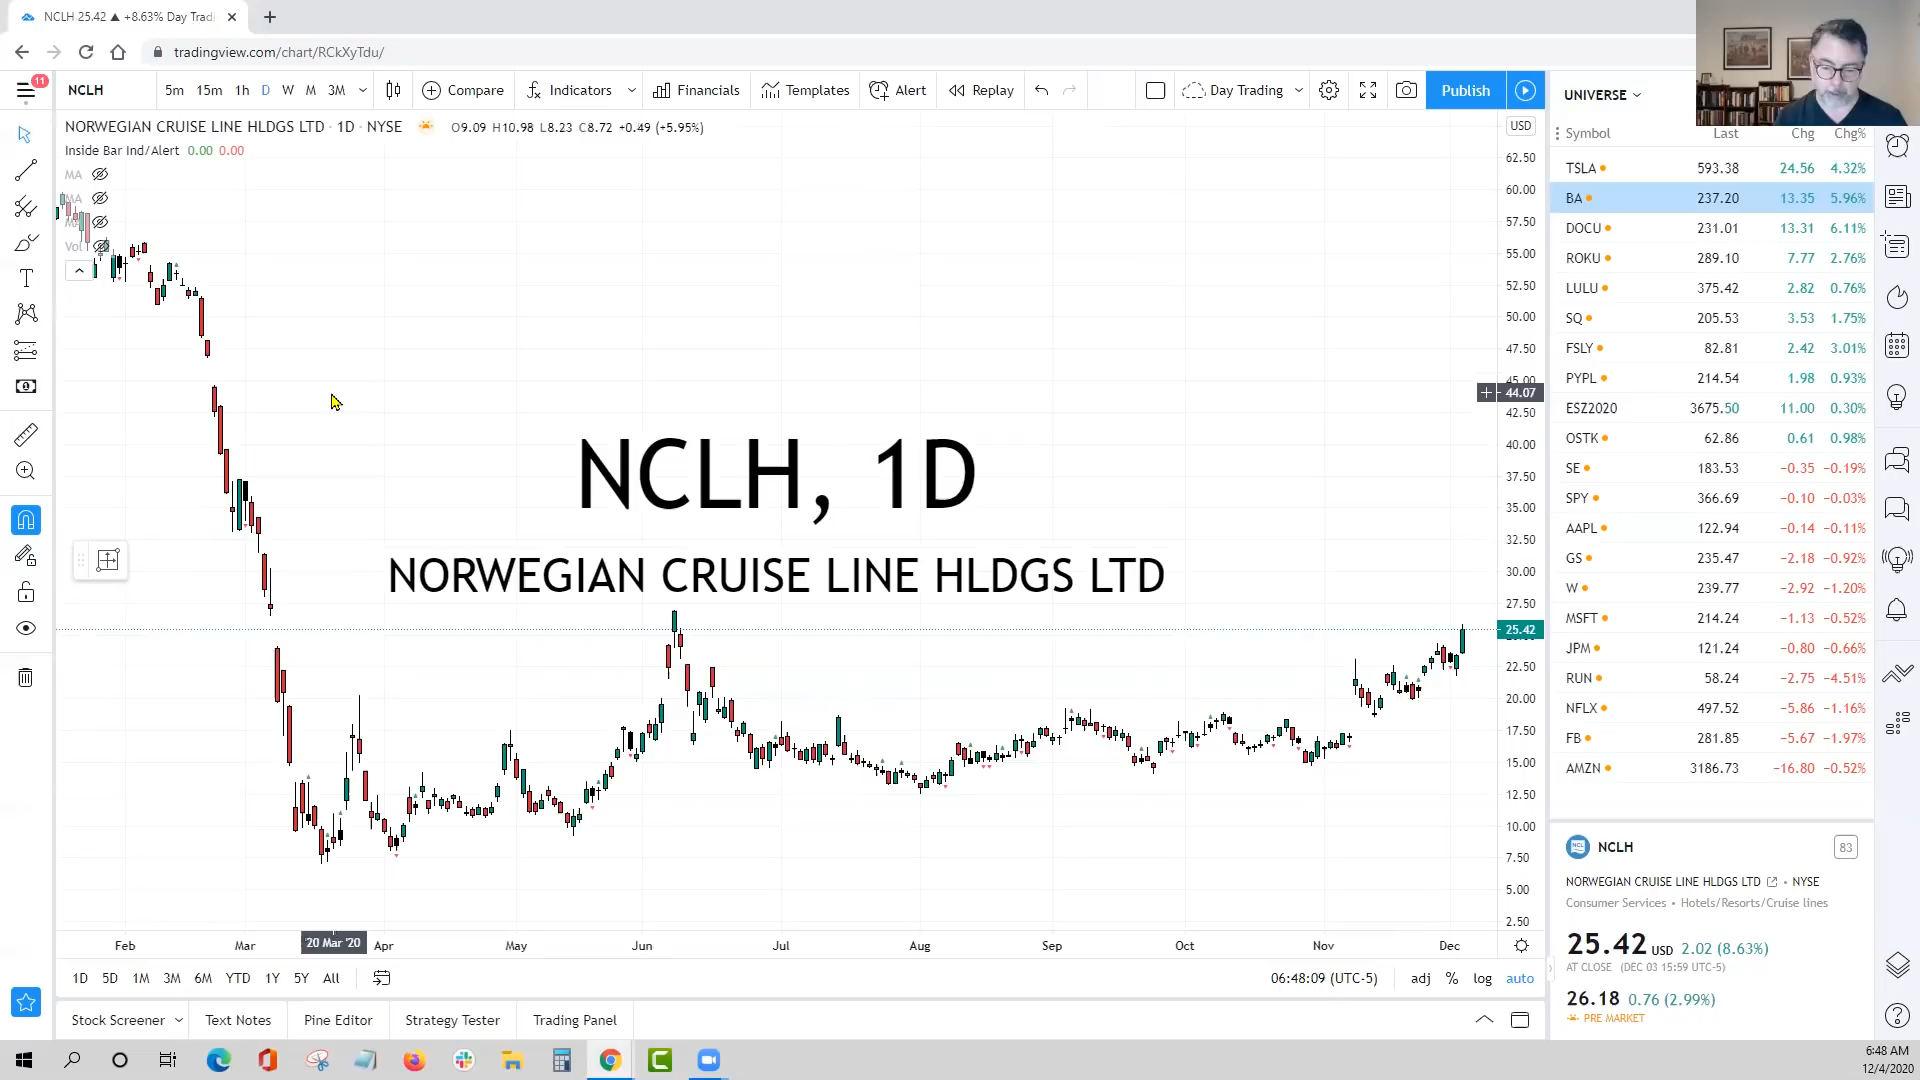 NCLH 25.42 ▲ +8.63% Day Tradi
tradingview.com/chart/RCkXyTdu/
11
NCLH 5m 15m 1h D W M 3M Compare Indicators Financials Templates Alert Replay Day Trading Publish
NORWEGIAN CRUISE LINE HLDGS LTD · 1D · NYSE O9.09 H10.98 L8.23 C8.72 +0.49 (+5.95%)
Inside Bar Ind/Alert 0.00 0.00
MA
MA
MA
Vol
USD
62.50
60.00
57.50
55.00
52.50
50.00
47.50
45.00
44.07
42.50
40.00
37.50
35.00
32.50
30.00
27.50
25.42
22.50
20.00
17.50
15.00
12.50
10.00
7.50
5.00
2.50
NCLH, 1D
NORWEGIAN CRUISE LINE HLDGS LTD
Feb Mar 20 Mar '20 Apr May Jun Jul Aug Sep Oct Nov Dec
1D 5D 1M 3M 6M YTD 1Y 5Y All 06:48:09 (UTC-5) adj % log auto
Stock Screener Text Notes Pine Editor Strategy Tester Trading Panel
UNIVERSE
Symbol Last Chg Chg%
TSLA 593.38 24.56 4.32%
BA 237.20 13.35 5.96%
DOCU 231.01 13.31 6.11%
ROKU 289.10 7.77 2.76%
LULU 375.42 2.82 0.76%
SQ 205.53 3.53 1.75%
FSLY 82.81 2.42 3.01%
PYPL 214.54 1.98 0.93%
ESZ2020 3675.50 11.00 0.30%
OSTK 62.86 0.61 0.98%
SE 183.53 −0.35 −0.19%
SPY 366.69 −0.10 −0.03%
AAPL 122.94 −0.14 −0.11%
GS 235.47 −2.18 −0.92%
W 239.77 −2.92 −1.20%
MSFT 214.24 −1.13 −0.52%
JPM 121.24 −0.80 −0.66%
RUN 58.24 −2.75 −4.51%
NFLX 497.52 −5.86 −1.16%
FB 281.85 −5.67 −1.97%
AMZN 3186.73 −16.80 −0.52%
NCLH 83
NORWEGIAN CRUISE LINE HLDGS LTD • NYSE
Consumer Services • Hotels/Resorts/Cruise lines
25.42 USD 2.02 (8.63%)
AT CLOSE (DEC 03 15:59 UTC-5)
26.18 0.76 (2.99%)
PRE MARKET
6:48 AM
12/4/2020